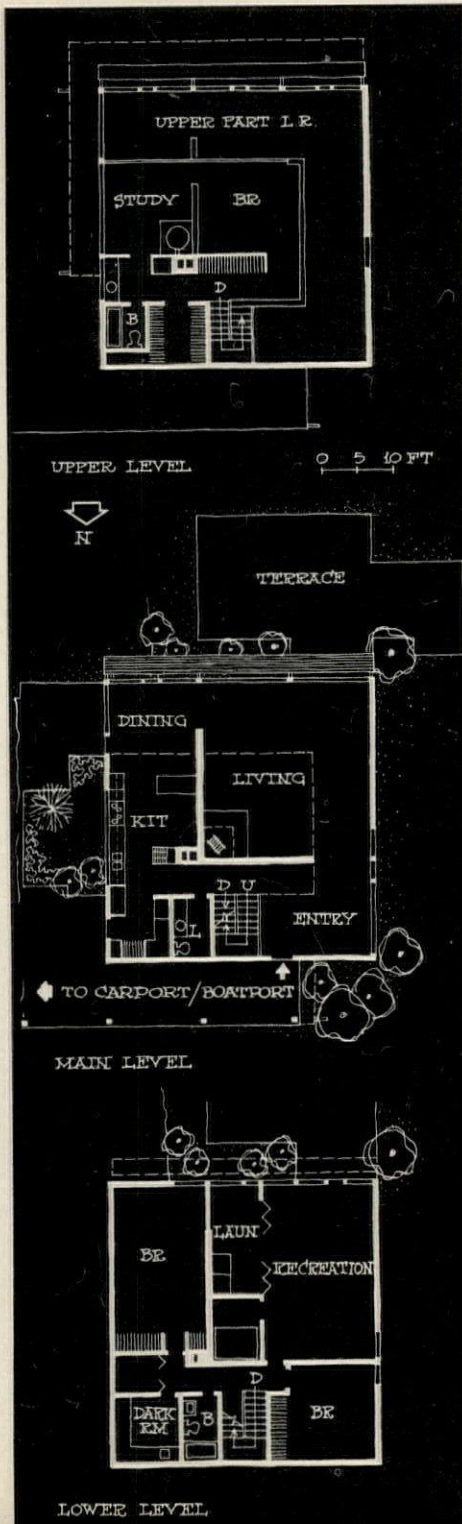 UPPER PART L.R.
STUDY BR
D
B
UPPER LEVEL 0 5 10 FT
N
TERRACE
DINING
LIVING
KIT
D U
L
ENTRY
TO CARPORT/BOATPORT
MAIN LEVEL
LAUN
BR
RECREATION
D
DARK RM B BR
LOWER LEVEL